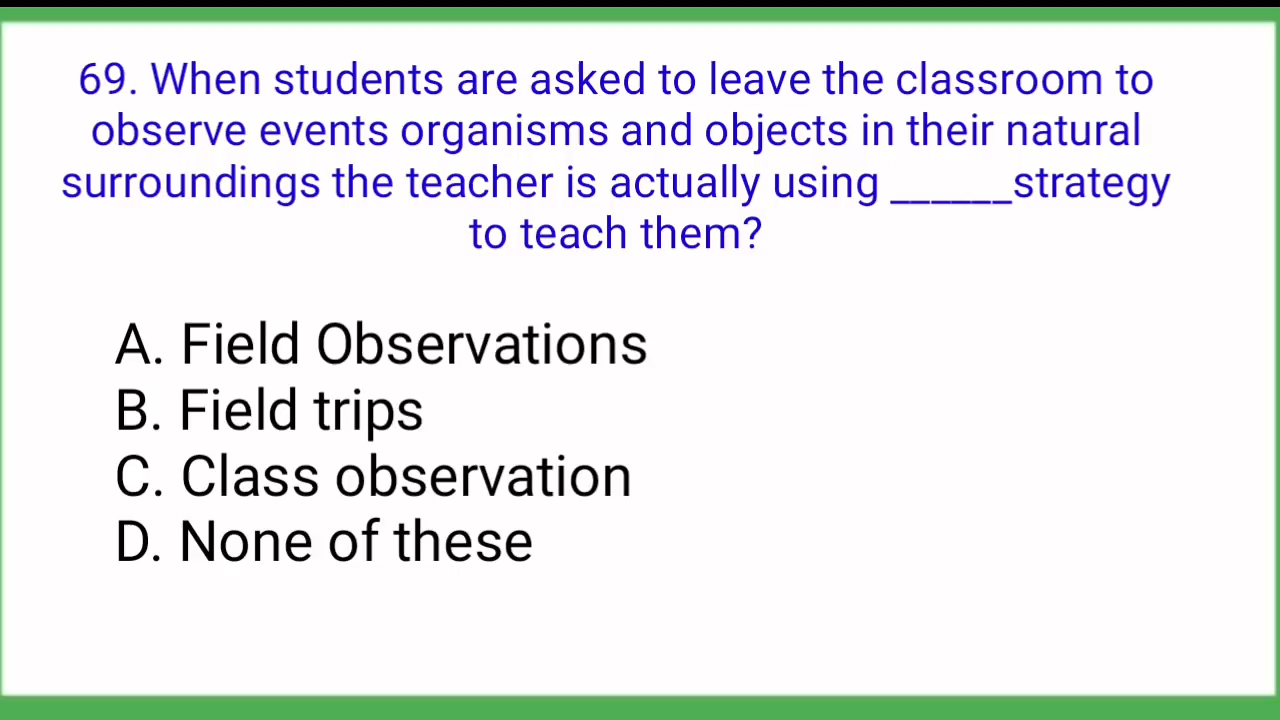 69. When students are asked to leave the classroom to
observe events organisms and objects in their natural
surroundings the teacher is actually using ______strategy
to teach them?
A. Field Observations
B. Field trips
C. Class observation
D. None of these